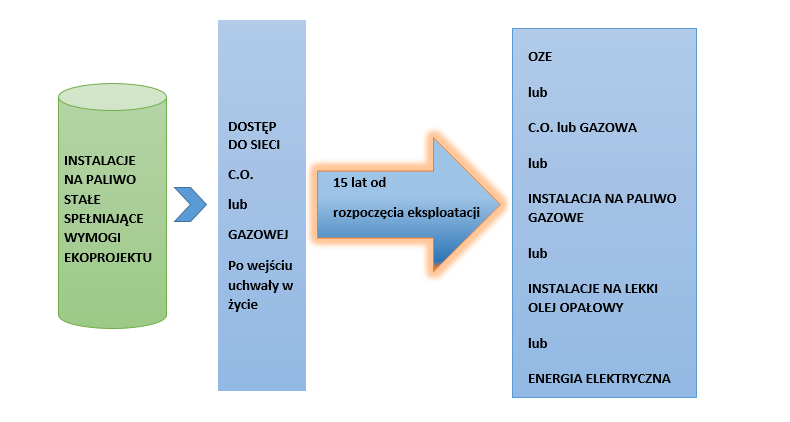 INSTALACJE
NA PALIWO
STAŁE
SPEŁNIAJĄCE
WYMOGI
EKOPROJEKTU
DOSTĘP
DO SIECI
C.O.
lub
GAZOWEJ
Po wejściu
uchwały w
życie
15 lat od
rozpoczęcia eksploatacji
OZE
lub
C.O. lub GAZOWA
lub
INSTALACJA NA PALIWO
GAZOWE
lub
INSTALACJE NA LEKKI
OLEJ OPAŁOWY
lub
ENERGIA ELEKTRYCZNA